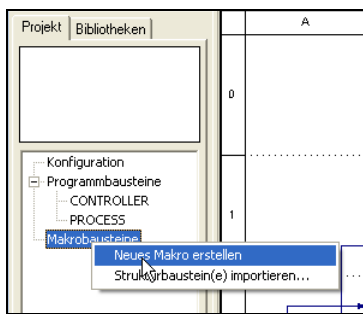 Projekt Bibliotheken
A
0
Konfiguration
Programmbausteine
CONTROLLER
PROCESS
1
Makrobausteine
Neues Makro erstellen
Strukturbaustein(e) importieren...